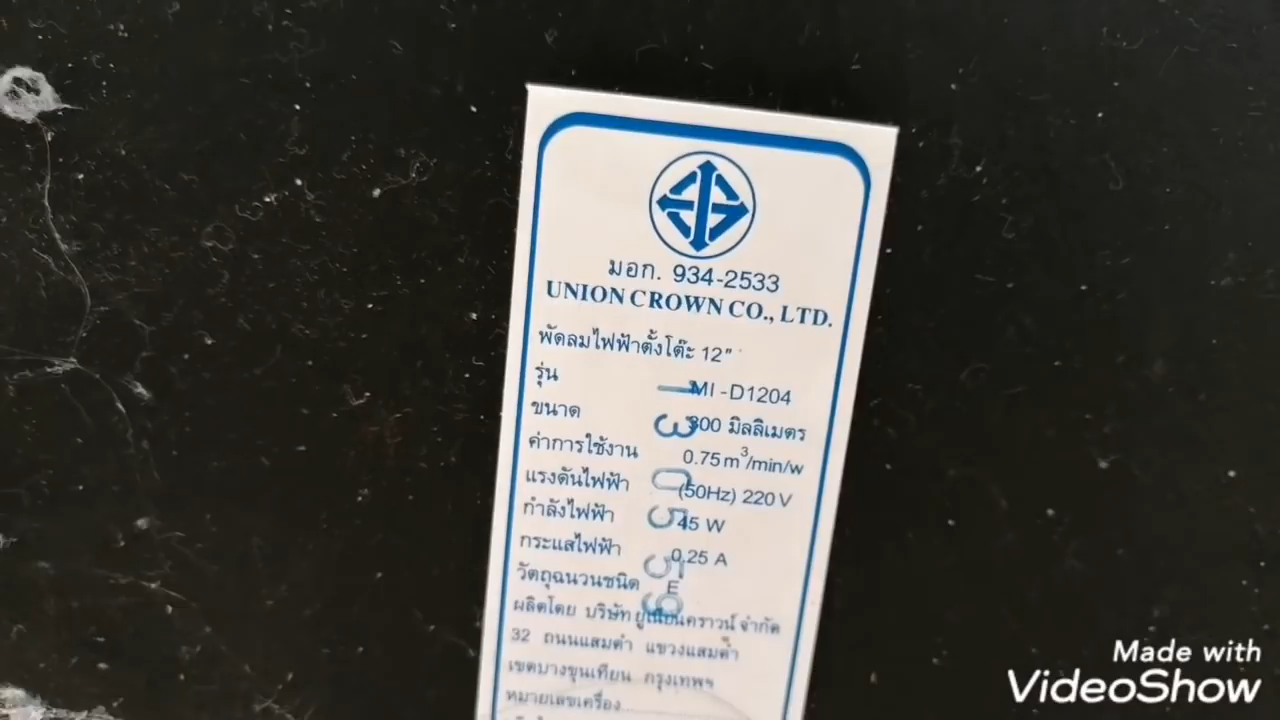 มอก. 934-2533
UNION CROWN CO., LTD.
พัดลมไฟฟ้าตั้งโต๊ะ 12"
รุ่น MI-D1204
ขนาด 300 มิลลิเมตร
ค่าการใช้งาน 0.75 m³/min/w
แรงดันไฟฟ้า (50Hz) 220 V
กำลังไฟฟ้า 45 W
กระแสไฟฟ้า 0.25 A
วัตถุฉนวนชนิด E
ผลิตโดย บริษัท ยูเนี่ยนคราวน์ จำกัด
32 ถนนแสมดำ แขวงแสมดำ
เขตบางขุนเทียน กรุงเทพฯ
หมายเลขเครื่อง
130559
Made with
VideoShow